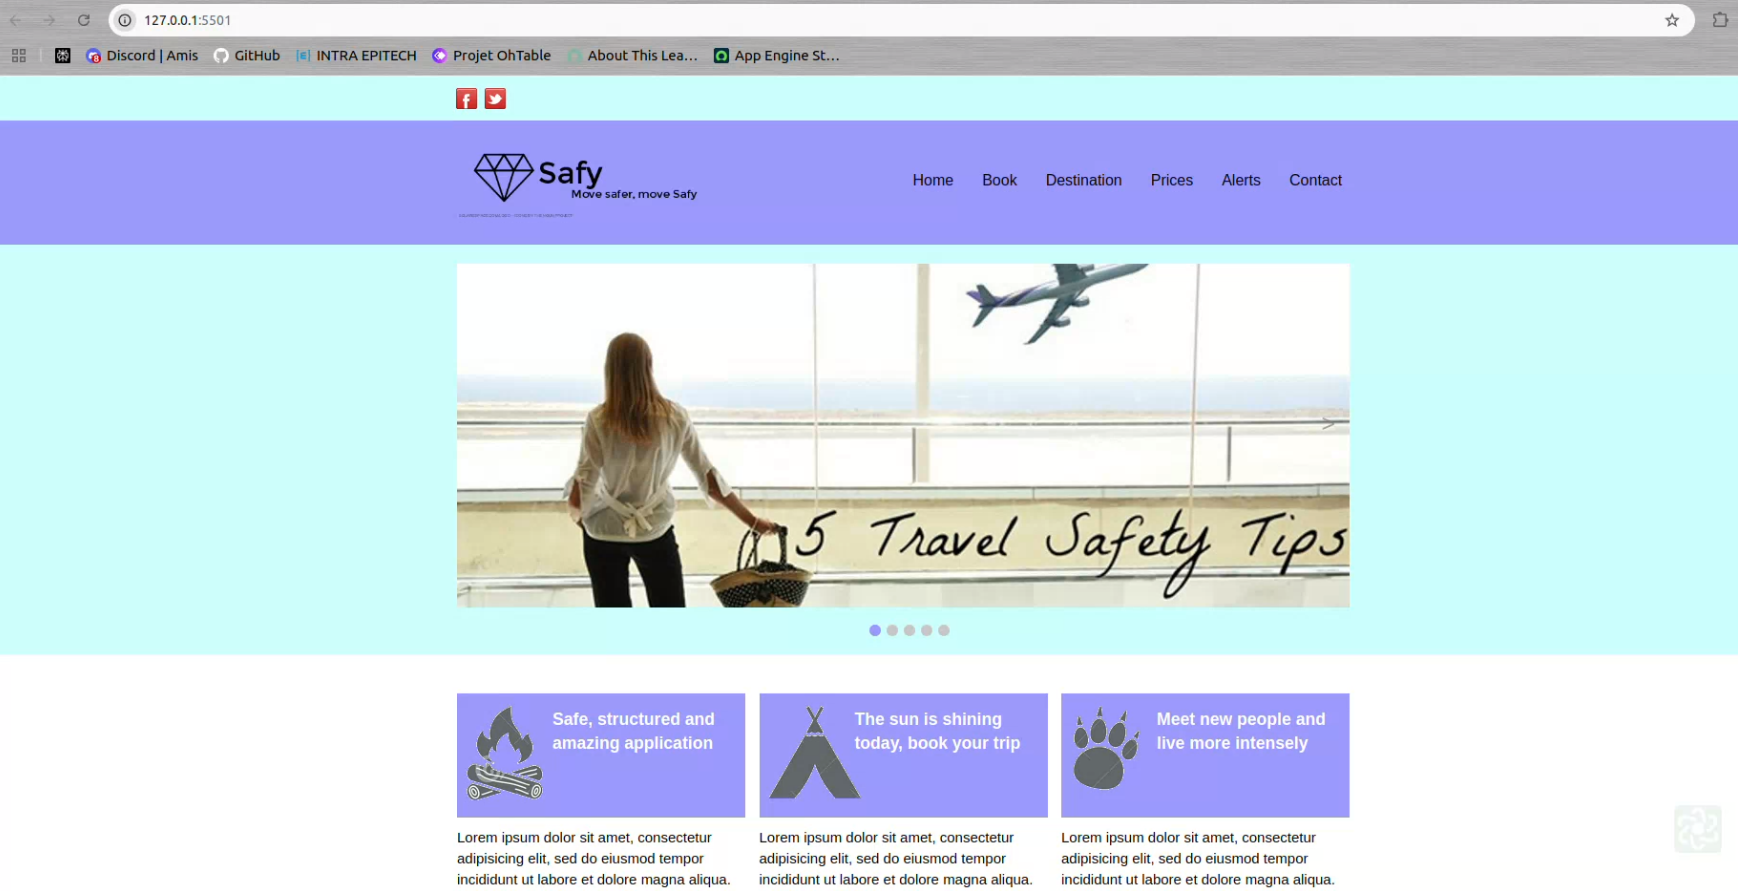 127.0.0.1:5501
Discord | Amis GitHub INTRA EPITECH Projet OhTable About This Lea... App Engine St...
Safy
Move safer, move Safy
Home Book Destination Prices Alerts Contact
>
5 Travel Safety Tips
Safe, structured and
amazing application
The sun is shining
today, book your trip
Meet new people and
live more intensely
Lorem ipsum dolor sit amet, consectetur
adipisicing elit, sed do eiusmod tempor
incididunt ut labore et dolore magna aliqua.
Lorem ipsum dolor sit amet, consectetur
adipisicing elit, sed do eiusmod tempor
incididunt ut labore et dolore magna aliqua.
Lorem ipsum dolor sit amet, consectetur
adipisicing elit, sed do eiusmod tempor
incididunt ut labore et dolore magna aliqua.